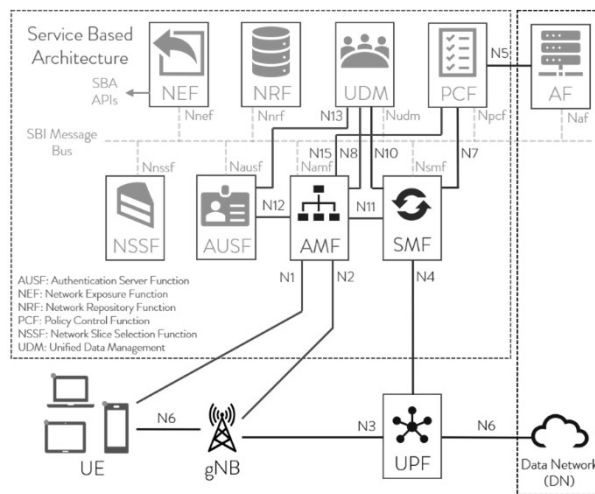 Service Based
Architecture
SBA
APIs
NEF
NRF
UDM
PCF
N5
AF
Nnef
Nnrf
N13
Nudm
Npcf
Naf
SBI Message
Bus
Nnssf
Nausf
N15
Namf
N8
N10
Nsmf
N7
NSSF
AUSF
N12
AMF
N11
SMF
N1
N2
N4
AUSF: Authentication Server Function
NEF: Network Exposure Function
NRF: Network Repository Function
PCF: Policy Control Function
NSSF: Network Slice Selection Function
UDM: Unified Data Management
UE
N6
gNB
N3
UPF
N6
Data Network
(DN)